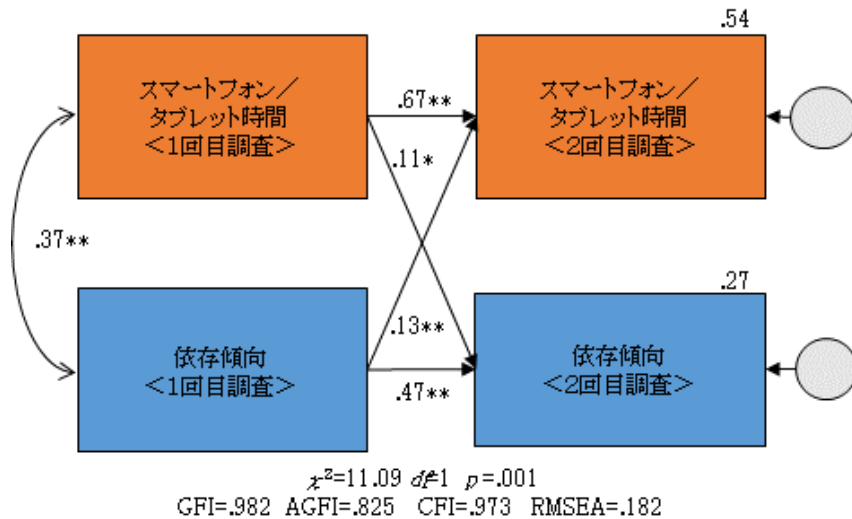 .54
スマートフォン／
タブレット時間
＜1回目調査＞
.67**
スマートフォン／
タブレット時間
＜2回目調査＞
.11*
.37**
.27
依存傾向
＜1回目調査＞
.13**
.47**
依存傾向
＜2回目調査＞
χ²=11.09 df=1 p=.001
GFI=.982 AGFI=.825 CFI=.973 RMSEA=.182